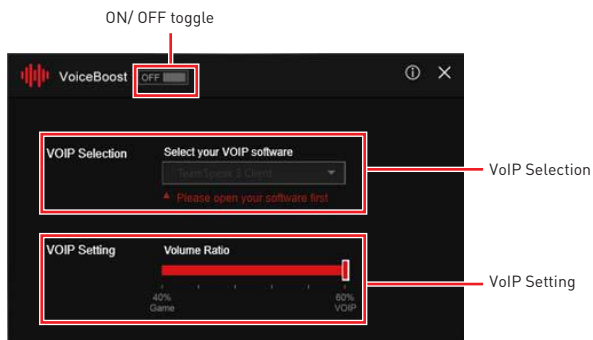 ON/ OFF toggle
VoiceBoost OFF
VOIP Selection
Select your VOIP software
TeamSpeak 3 Client
Please open your software first
VoIP Selection
VOIP Setting
Volume Ratio
VoIP Setting
40% 60%
Game VOIP